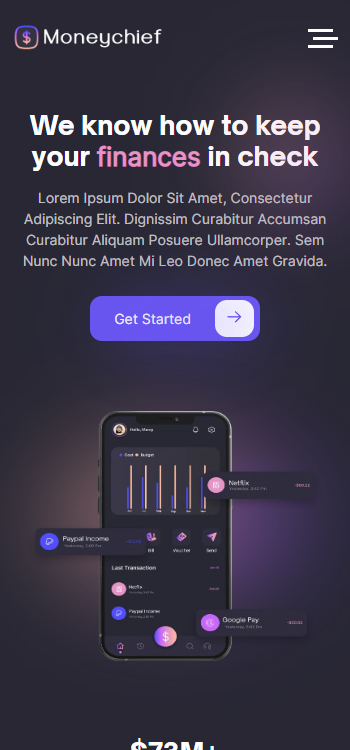 Moneychief
We know how to keep
your finances in check
Lorem Ipsum Dolor Sit Amet, Consectetur
Adipiscing Elit. Dignissim Curabitur Accumsan
Curabitur Aliquam Posuere Ullamcorper. Sem
Nunc Nunc Amet Mi Leo Donec Amet Gravida.
Get Started
Hello,
Cost Budget
Netflix
Paypal Income
Bill
Voucher
Send
Last Transaction
Netflix
Paypal Income
Google Pay
$